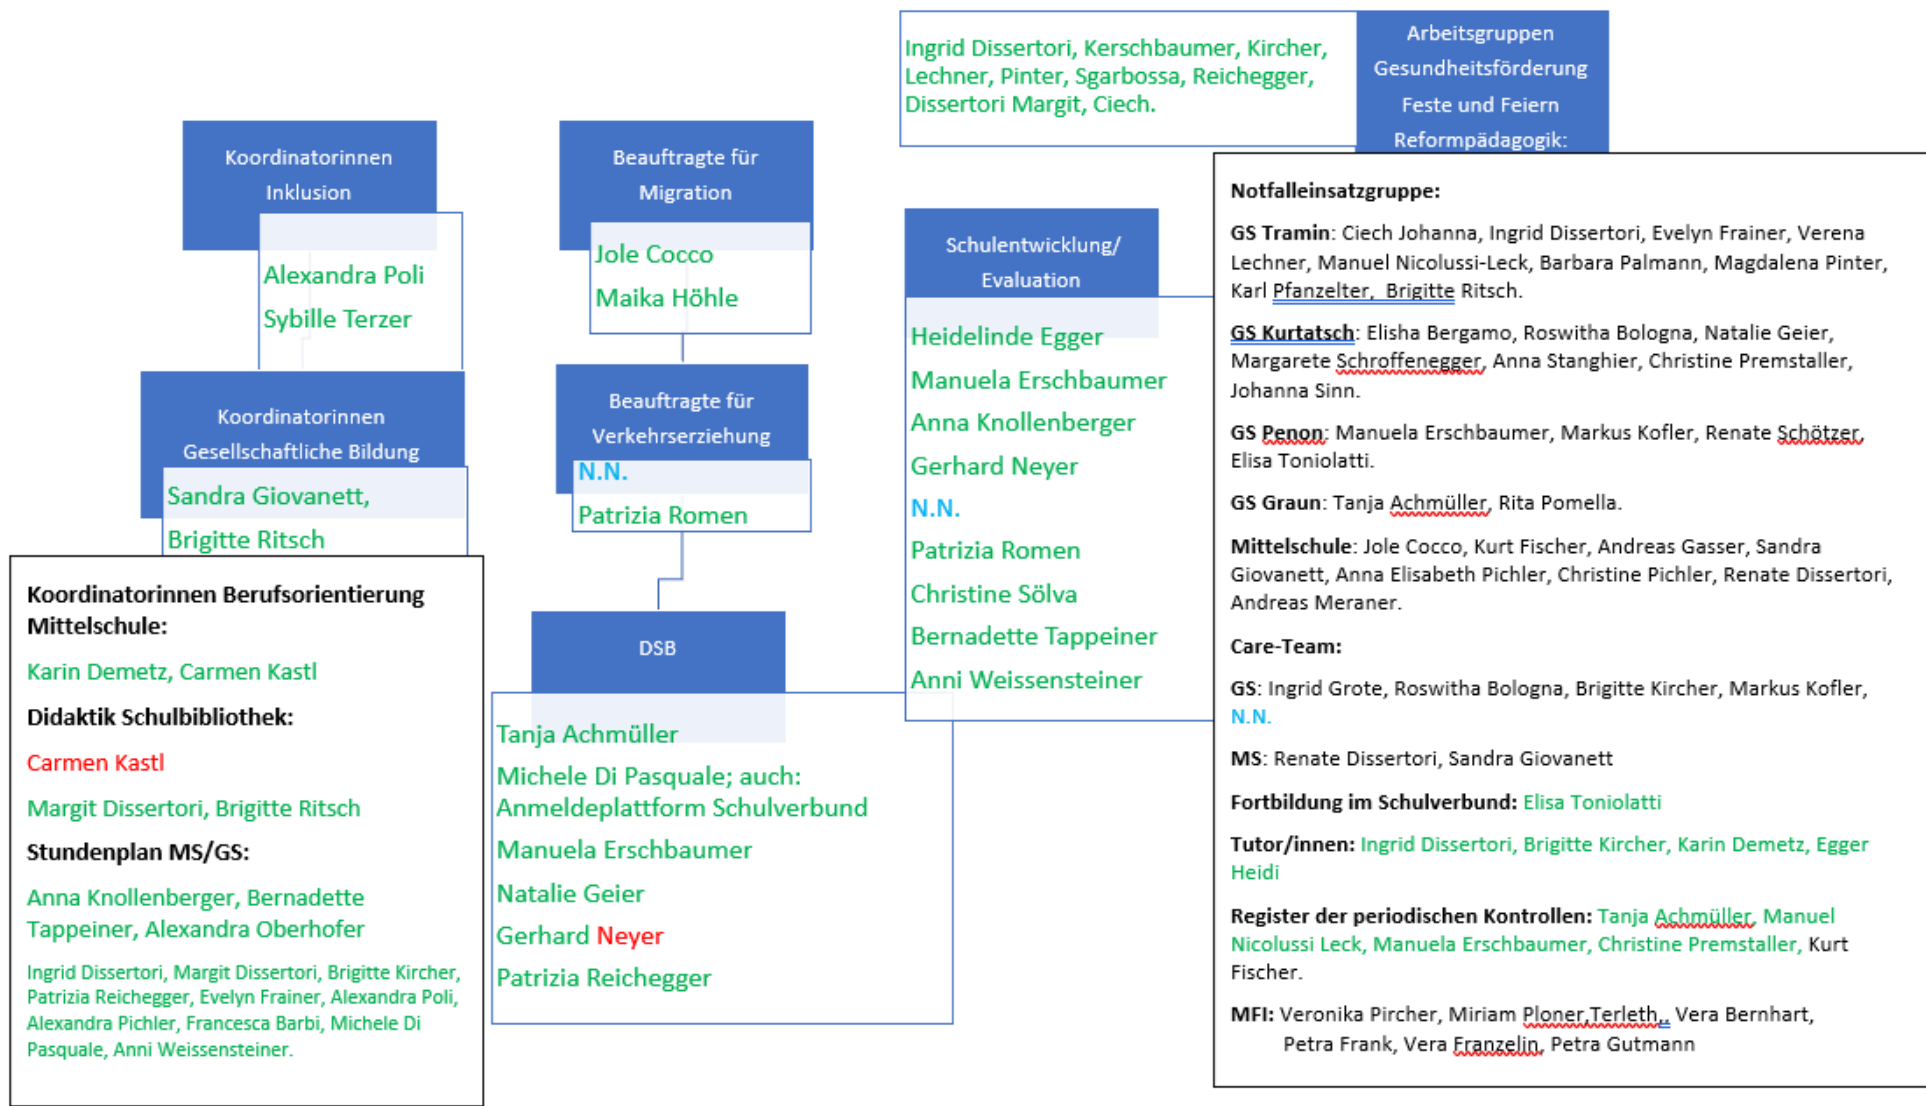 Ingrid Dissertori, Kerschbaumer, Kircher,
Lechner, Pinter, Sgarbossa, Reichegger,
Dissertori Margit, Ciech.
Arbeitsgruppen
Gesundheitsförderung
Feste und Feiern
Reformpädagogik:
Koordinatorinnen
Inklusion
Alexandra Poli
Sybille Terzer
Koordinatorinnen
Gesellschaftliche Bildung
Sandra Giovanett,
Brigitte Ritsch
Koordinatorinnen Berufsorientierung
Mittelschule:
Karin Demetz, Carmen Kastl
Didaktik Schulbibliothek:
Carmen Kastl
Margit Dissertori, Brigitte Ritsch
Stundenplan MS/GS:
Anna Knollenberger, Bernadette
Tappeiner, Alexandra Oberhofer
Ingrid Dissertori, Margit Dissertori, Brigitte Kircher,
Patrizia Reichegger, Evelyn Frainer, Alexandra Poli,
Alexandra Pichler, Francesca Barbi, Michele Di
Pasquale, Anni Weissensteiner.
Beauftragte für
Migration
Jole Cocco
Maika Höhle
Beauftragte für
Verkehrserziehung
N.N.
Patrizia Romen
DSB
Tanja Achmüller
Michele Di Pasquale; auch:
Anmeldeplattform Schulverbund
Manuela Erschbaumer
Natalie Geier
Gerhard Neyer
Patrizia Reichegger
Schulentwicklung/
Evaluation
Heidelinde Egger
Manuela Erschbaumer
Anna Knollenberger
Gerhard Neyer
N.N.
Patrizia Romen
Christine Sölva
Bernadette Tappeiner
Anni Weissensteiner
Notfalleinsatzgruppe:
GS Tramin: Ciech Johanna, Ingrid Dissertori, Evelyn Frainer, Verena
Lechner, Manuel Nicolussi-Leck, Barbara Palmann, Magdalena Pinter,
Karl Pfanzelter, Brigitte Ritsch.
GS Kurtatsch: Elisha Bergamo, Roswitha Bologna, Natalie Geier,
Margarete Schroffenegger, Anna Stanghier, Christine Premstaller,
Johanna Sinn.
GS Penon: Manuela Erschbaumer, Markus Kofler, Renate Schötzer,
Elisa Toniolatti.
GS Graun: Tanja Achmüller, Rita Pomella.
Mittelschule: Jole Cocco, Kurt Fischer, Andreas Gasser, Sandra
Giovanett, Anna Elisabeth Pichler, Christine Pichler, Renate Dissertori,
Andreas Meraner.
Care-Team:
GS: Ingrid Grote, Roswitha Bologna, Brigitte Kircher, Markus Kofler,
N.N.
MS: Renate Dissertori, Sandra Giovanett
Fortbildung im Schulverbund: Elisa Toniolatti
Tutor/innen: Ingrid Dissertori, Brigitte Kircher, Karin Demetz, Egger
Heidi
Register der periodischen Kontrollen: Tanja Achmüller, Manuel
Nicolussi Leck, Manuela Erschbaumer, Christine Premstaller, Kurt
Fischer.
MFI: Veronika Pircher, Miriam Ploner,Terleth,, Vera Bernhart,
Petra Frank, Vera Franzelin, Petra Gutmann